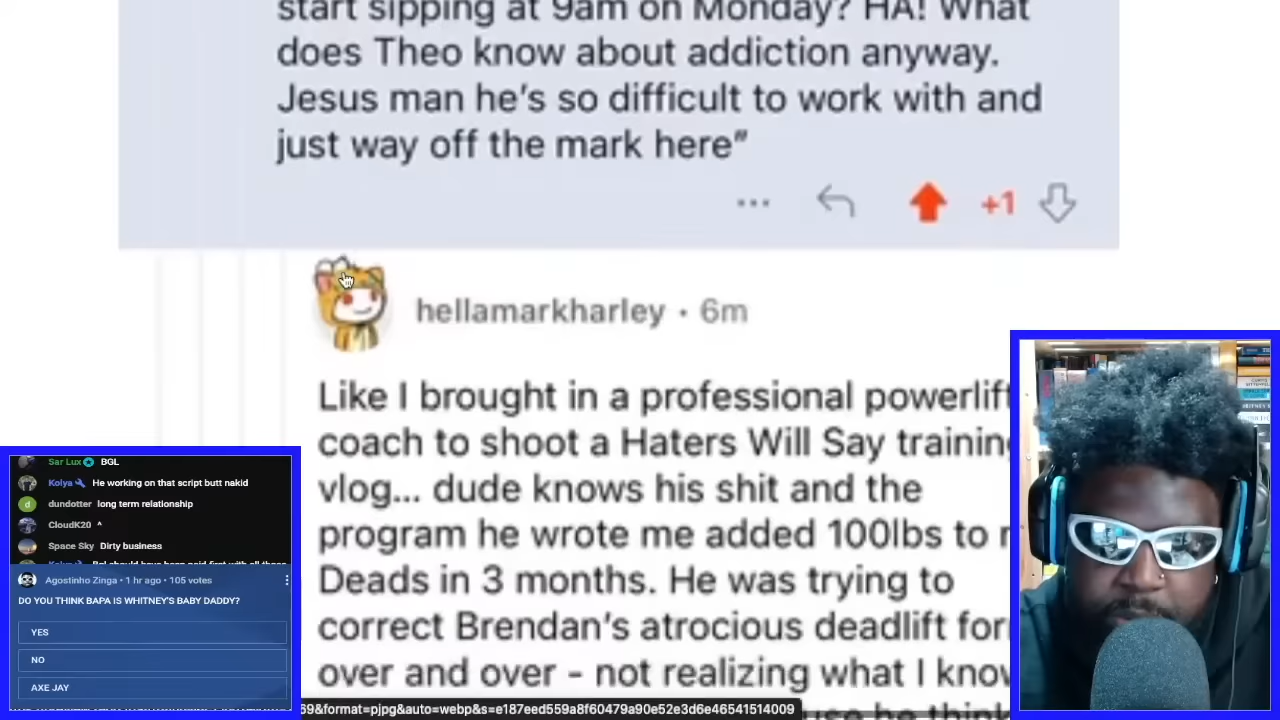 start sipping at 9am on Monday? HA! What
does Theo know about addiction anyway.
Jesus man he's so difficult to work with and
just way off the mark here"
+1
hellamarkharley • 6m
Like I brought in a professional powerlift
coach to shoot a Haters Will Say training
vlog... dude knows his shit and the
program he wrote me added 100lbs to
Deads in 3 months. He was trying to
correct Brendan's atrocious deadlift for
over and over - not realizing what I know
he think
69&format=pjpg&auto=webp&s=e187eed559a8f60479a90e52e3d6e46541514009
Sar Lux BGL
Kolya He working on that script butt nakid
dundotter long term relationship
CloudK20 ^
Space Sky Dirty business
Agostinho Zinga • 1 hr ago • 105 votes
DO YOU THINK BAPA IS WHITNEY'S BABY DADDY?
YES
NO
AXE JAY